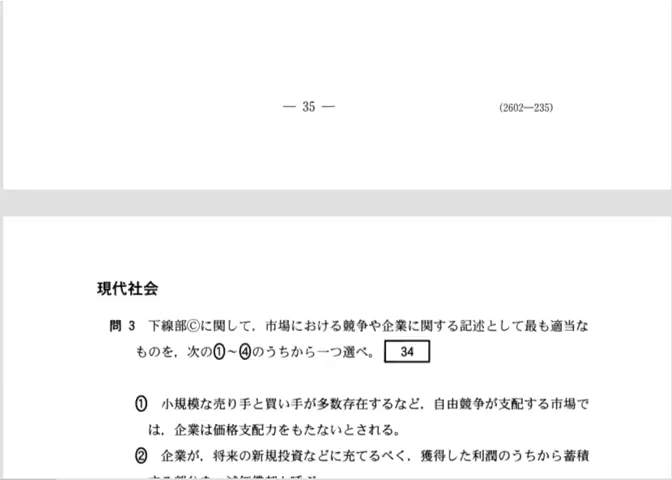 — 35 —
(2602—235)
現代社会
問 3 下線部Ⓒに関して，市場における競争や企業に関する記述として最も適当な
ものを，次の①～④のうちから一つ選べ。 34
① 小規模な売り手と買い手が多数存在するなど，自由競争が支配する市場で
は，企業は価格支配力をもたないとされる。
② 企業が，将来の新規投資などに充てるべく，獲得した利潤のうちから蓄積